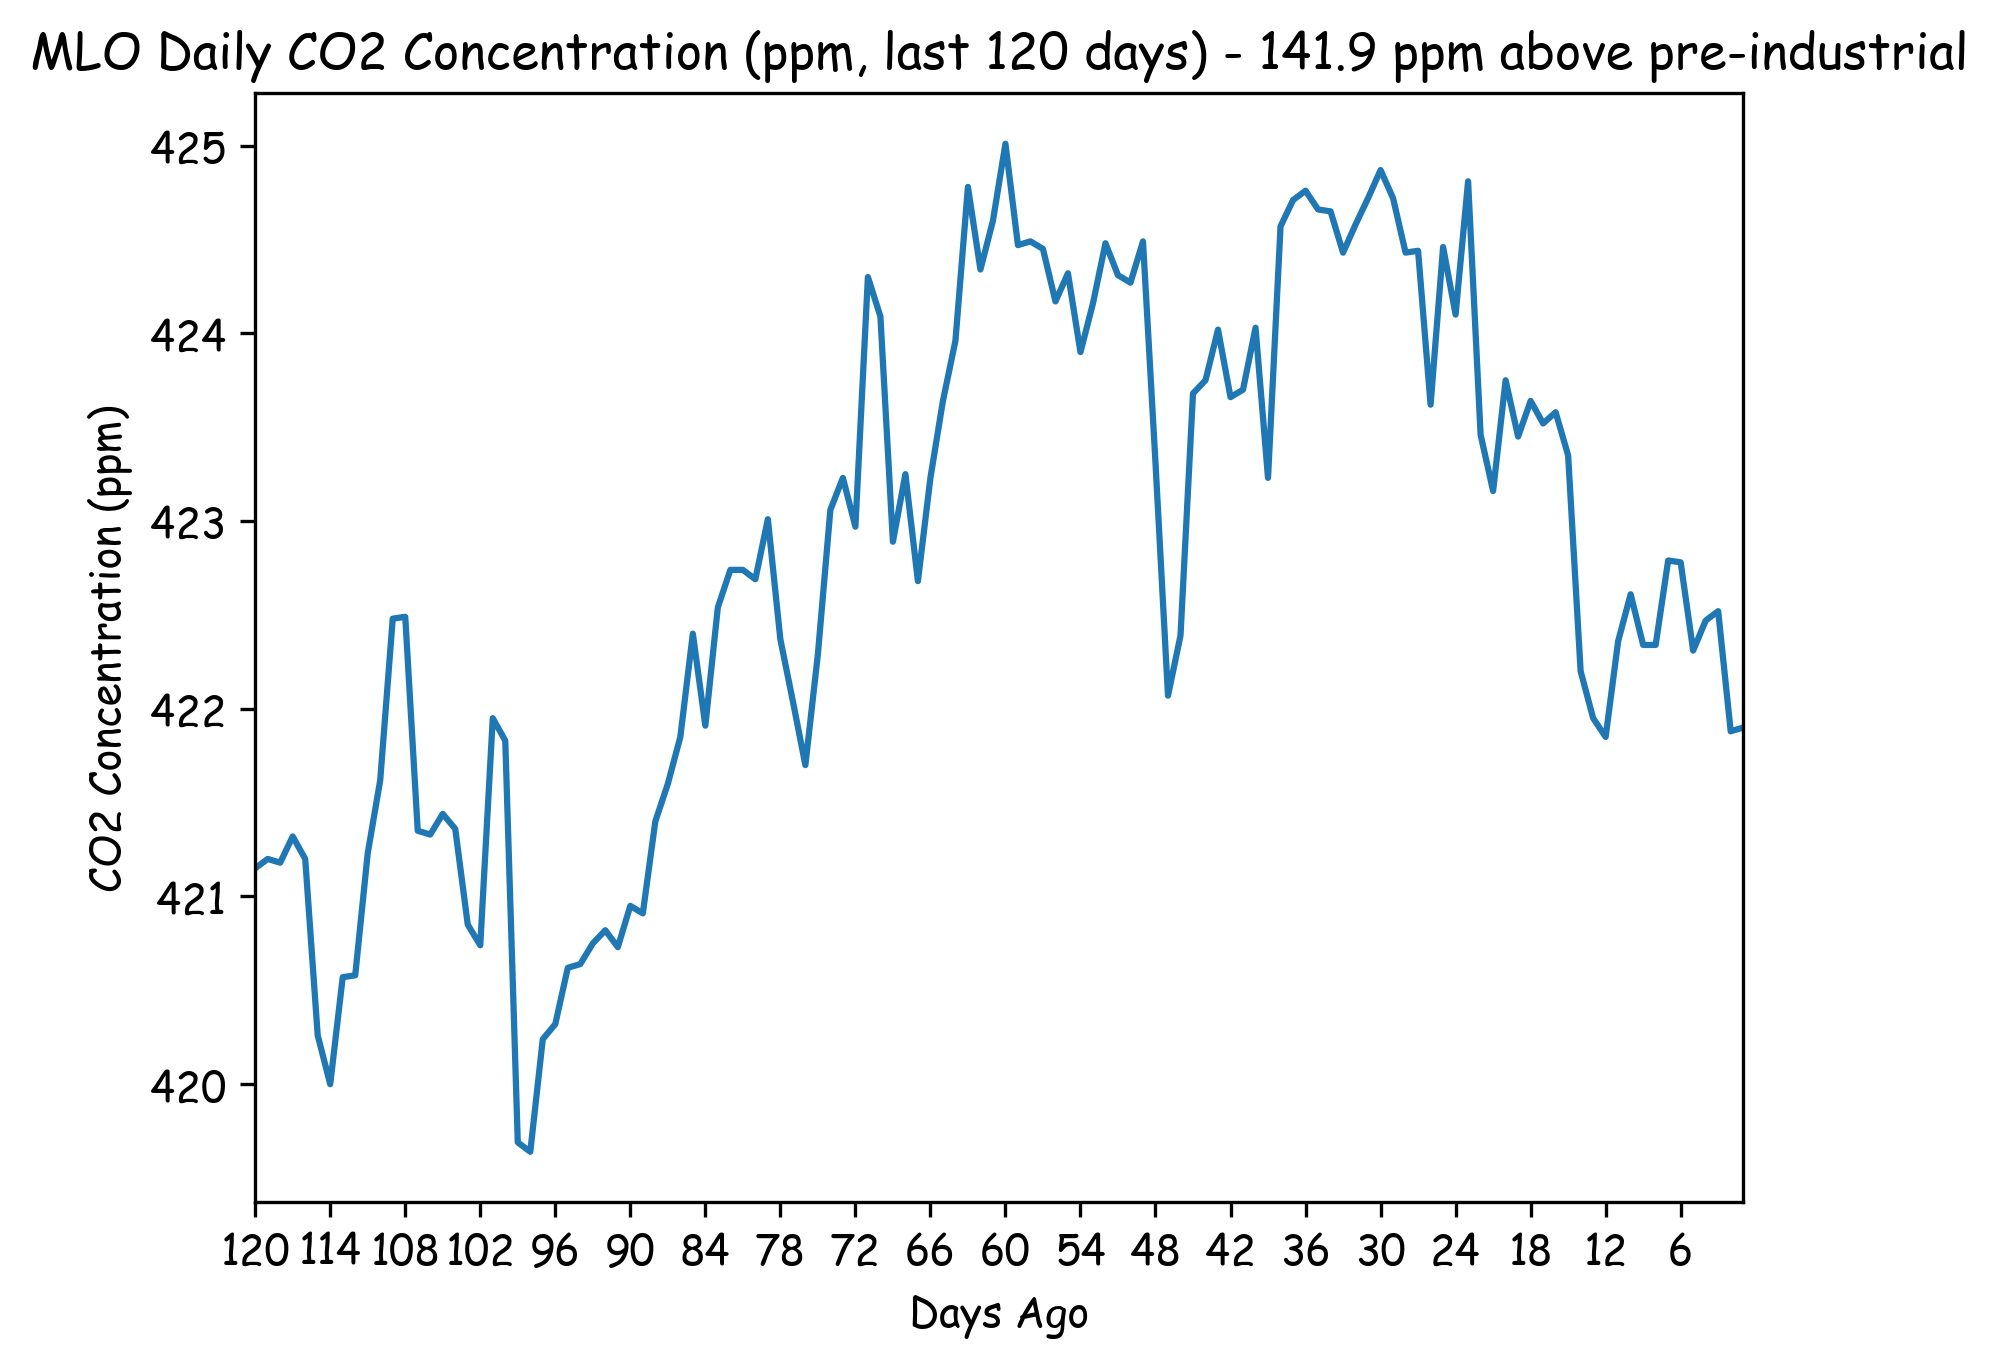 MLO Daily CO2 Concentration (ppm, last 120 days) - 141.9 ppm above pre-industrial
425
424
423
422
421
420
CO2 Concentration (ppm)
120 114 108 102 96 90 84 78 72 66 60 54 48 42 36 30 24 18 12 6
Days Ago